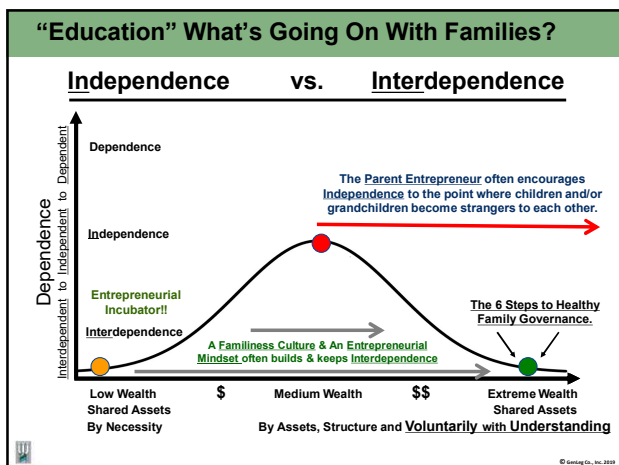 “Education” What’s Going On With Families?
Independence vs. Interdependence
Dependence
Interdependent to Independent to Dependent
Dependence
The Parent Entrepreneur often encourages
Independence to the point where children and/or
grandchildren become strangers to each other.
Independence
Entrepreneurial
Incubator!!
The 6 Steps to Healthy
Family Governance.
Interdependence
A Familiness Culture & An Entrepreneurial
Mindset often builds & keeps Interdependence
Low Wealth $ Medium Wealth $$ Extreme Wealth
Shared Assets Shared Assets
By Necessity By Assets, Structure and Voluntarily with Understanding
© GenLeg Co., Inc. 2019